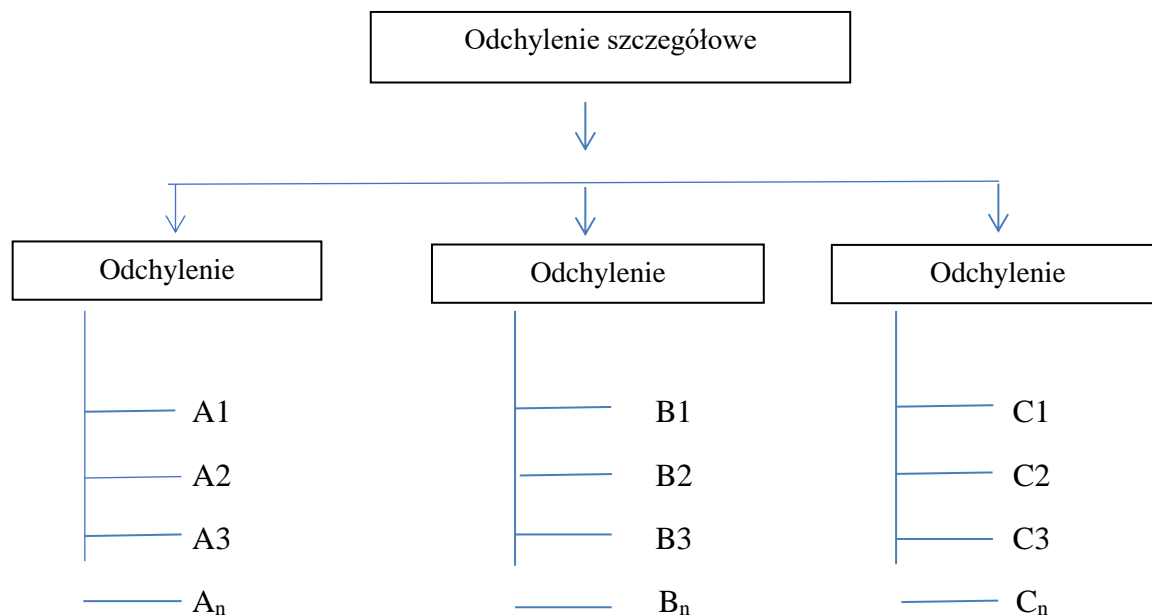 Odchylenie szczegółowe
Odchylenie
Odchylenie
Odchylenie
A1
B1
C1
A2
B2
C2
A3
B3
C3
Aₙ
Bₙ
Cₙ